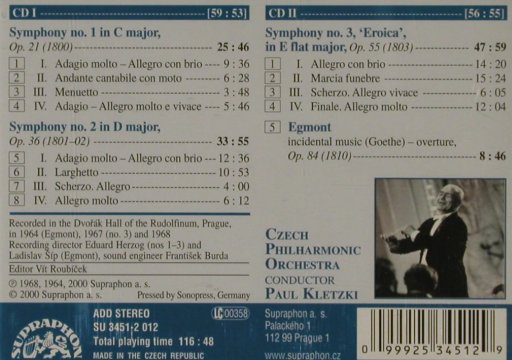 CD I [59 : 53]
Symphony no. 1 in C major,
Op. 21 (1800) 25 : 46
1 I. Adagio molto – Allegro con brio -- 9 : 36
2 II. Andante cantabile con moto -- 6 : 28
3 III. Menuetto -- 3 : 48
4 IV. Adagio – Allegro molto e vivace -- 5 : 46
Symphony no. 2 in D major,
Op. 36 (1801–02) 33 : 55
5 I. Adagio molto – Allegro con brio --- 12 : 36
6 II. Larghetto -- 10 : 53
7 III. Scherzo. Allegro -- 4 : 00
8 IV. Allegro molto -- 6 : 12
Recorded in the Dvořák Hall of the Rudolfinum, Prague,
in 1964 (Egmont), 1967 (no. 3) and 1968
Recording director Eduard Herzog (nos 1–3) and
Ladislav Šíp (Egmont), sound engineer František Burda
Editor Vít Roubíček
Ⓟ 1968, 1964, 2000 Supraphon a. s.
© 2000 Supraphon a. s. Pressed by Sonopress, Germany
CD II [56 : 55]
Symphony no. 3, ‘Eroica’,
in E flat major, Op. 55 (1803) -- 47 : 59
1 I. Allegro con brio -- 14 : 20
2 II. Marcia funebre -- 15 : 24
3 III. Scherzo. Allegro vivace -- 6 : 05
4 IV. Finale. Allegro molto -- 12 : 04
5 Egmont
incidental music (Goethe) – overture,
Op. 84 (1810) -- 8 : 46
CZECH
PHILHARMONIC
ORCHESTRA
CONDUCTOR
PAUL KLETZKI
SUPRAPHON
ADD STEREO LC 00358
SU 3451-2 012
Total playing time 116 : 48
MADE IN THE CZECH REPUBLIC
Supraphon a. s.
Palackého 1
112 99 Prague 1
www.supraphon.cz
0 99925 34512 9